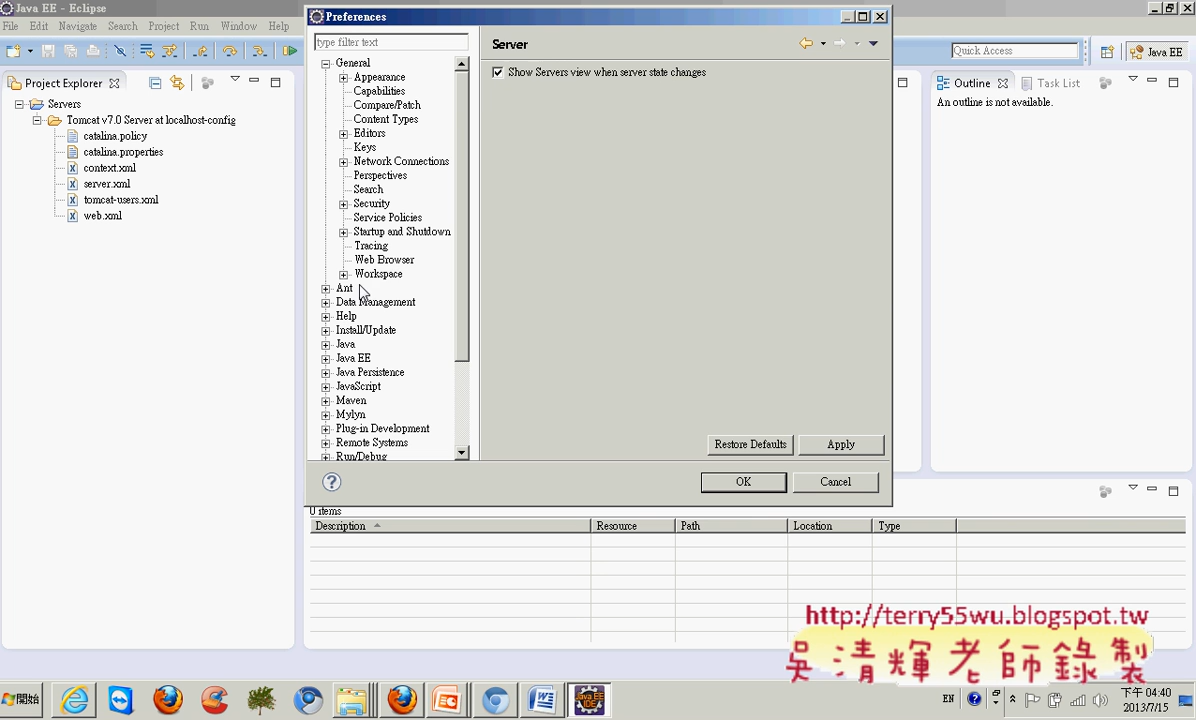 Java EE - Eclipse
File Edit Navigate Search Project Run Window Help
Quick Access
Java EE
Project Explorer
Servers
Tomcat v7.0 Server at localhost-config
catalina.policy
catalina.properties
context.xml
server.xml
tomcat-users.xml
web.xml
Preferences
type filter text
General
Appearance
Capabilities
Compare/Patch
Content Types
Editors
Keys
Network Connections
Perspectives
Search
Security
Service Policies
Startup and Shutdown
Tracing
Web Browser
Workspace
Ant
Data Management
Help
Install/Update
Java
Java EE
Java Persistence
JavaScript
Maven
Mylyn
Plug-in Development
Remote Systems
Run/Debug
Server
Show Servers view when server state changes
Restore Defaults Apply
OK Cancel
Outline Task List
An outline is not available.
0 items
Description Resource Path Location Type
http://terry55wu.blogspot.tw
吳清輝老師錄製
開始
Java EE IDE
EN
下午 04:40
2013/7/15